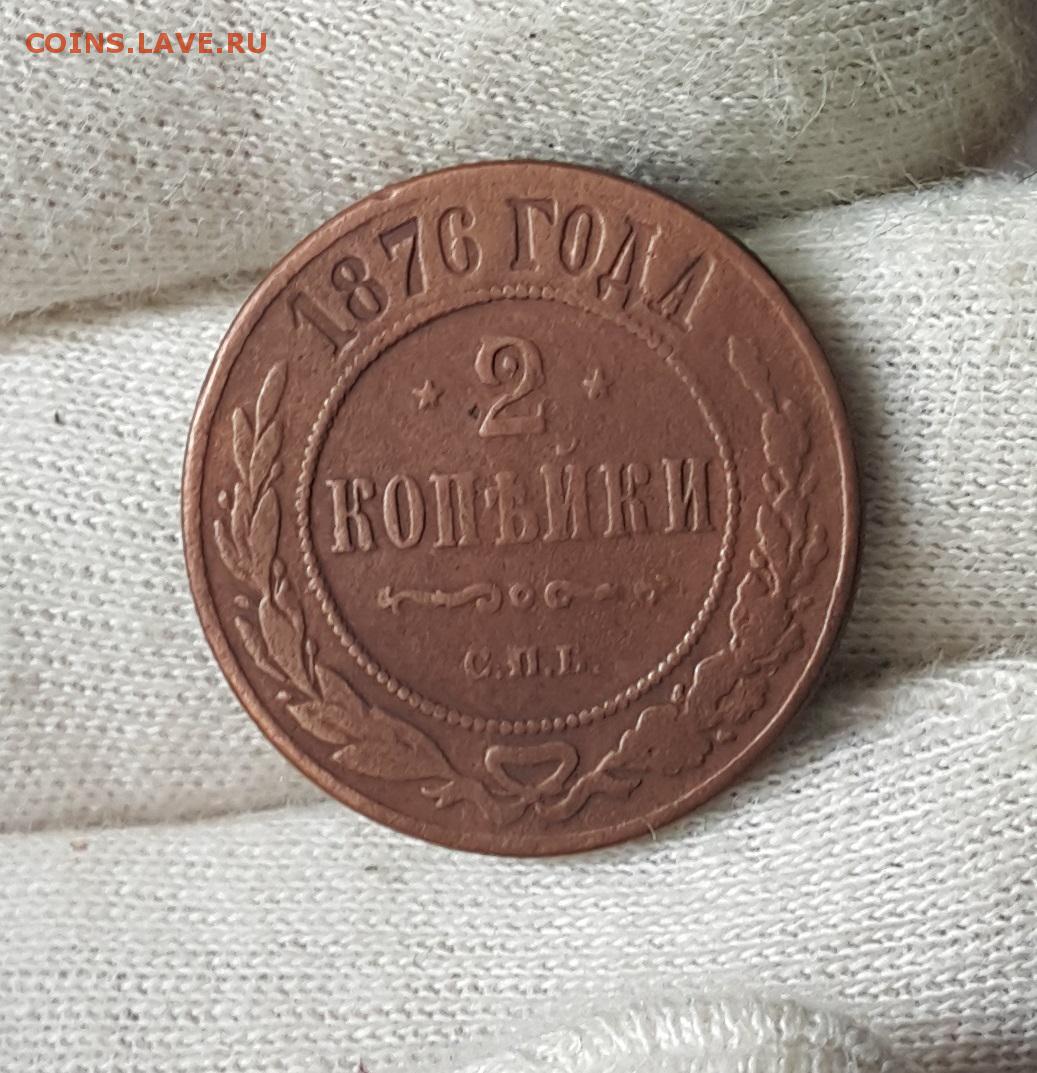 COINS.LAVE.RU
1876 ГОДА
2
КОПѢЙКИ
С.П.Б.